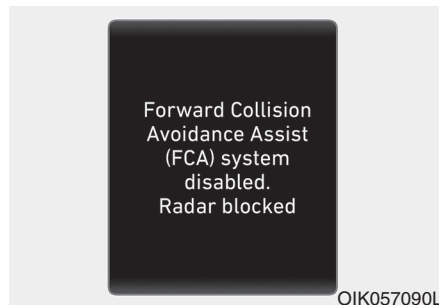 Forward Collision
Avoidance Assist
(FCA) system
disabled.
Radar blocked
OIK057090L